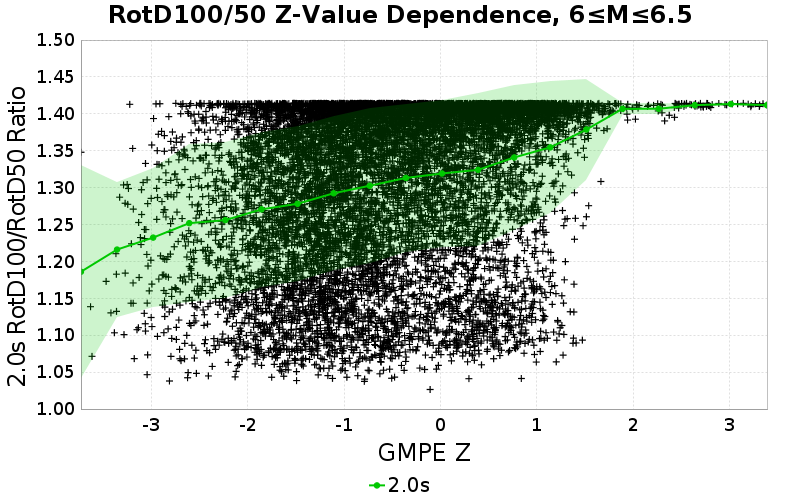 RotD100/50 Z-Value Dependence, 6≤M≤6.5
2.0s RotD100/RotD50 Ratio
1.50
1.45
1.40
1.35
1.30
1.25
1.20
1.15
1.10
1.05
1.00
-3 -2 -1 0 1 2 3
GMPE Z
2.0s